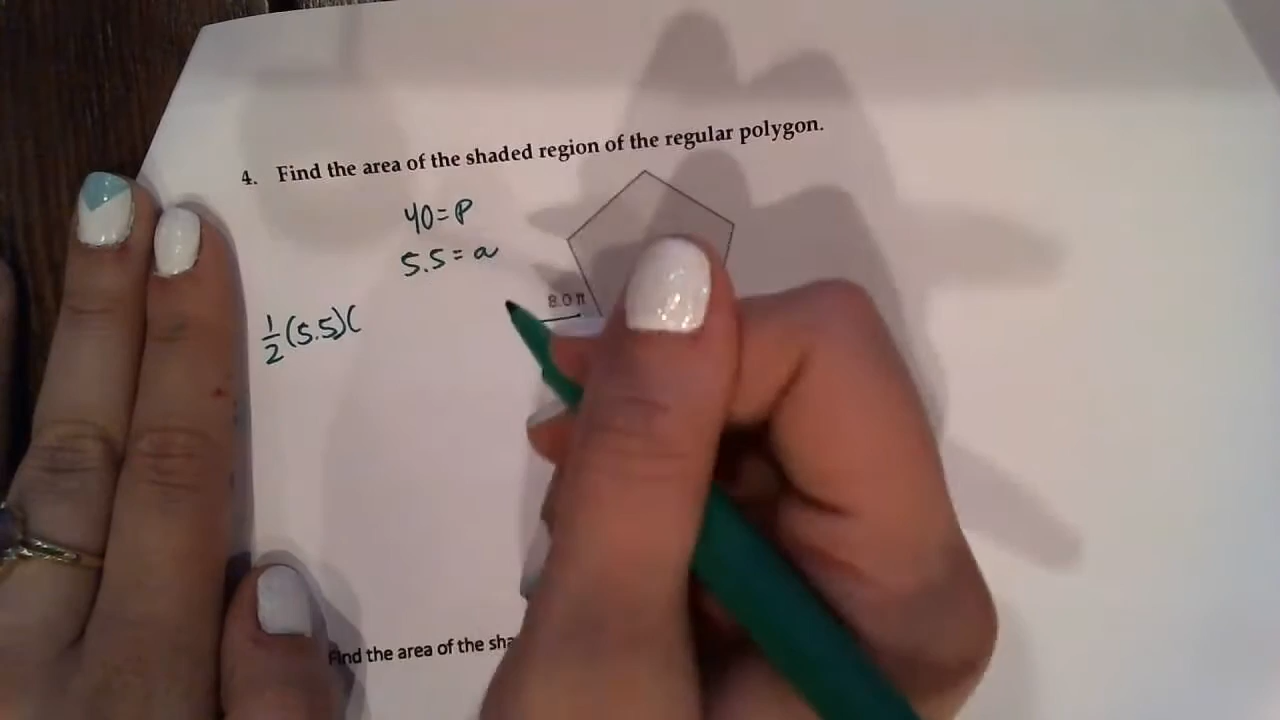 4. Find the area of the shaded region of the regular polygon.
40=P
5.5=a
8.0 ft
1/2(5.5)(
Find the area of the